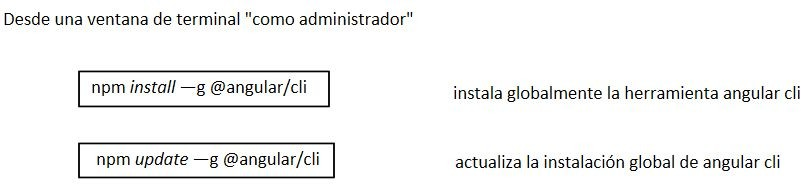 Desde una ventana de terminal "como administrador"
npm install —g @angular/cli
instala globalmente la herramienta angular cli
npm update —g @angular/cli
actualiza la instalación global de angular cli